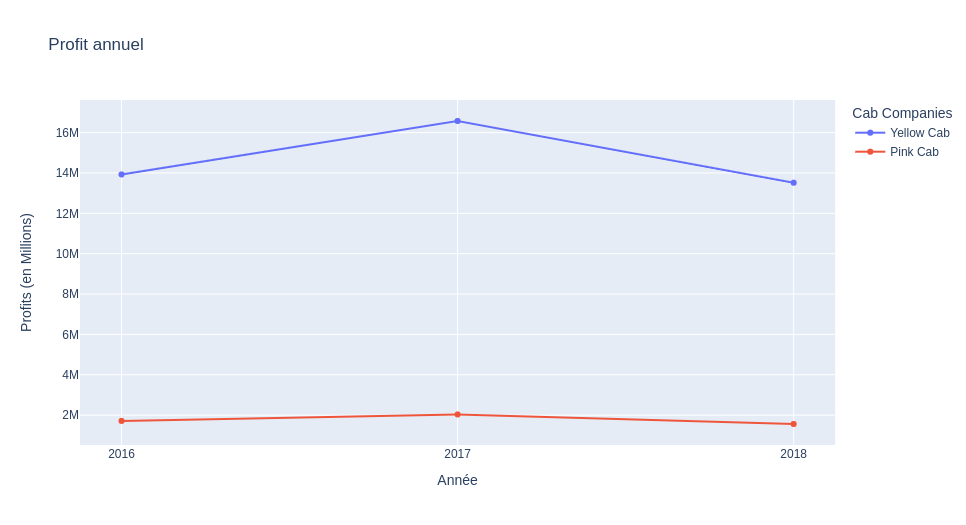 Profit annuel
Cab Companies
Yellow Cab
Pink Cab
Profits (en Millions)
16M
14M
12M
10M
8M
6M
4M
2M
2016
2017
2018
Année